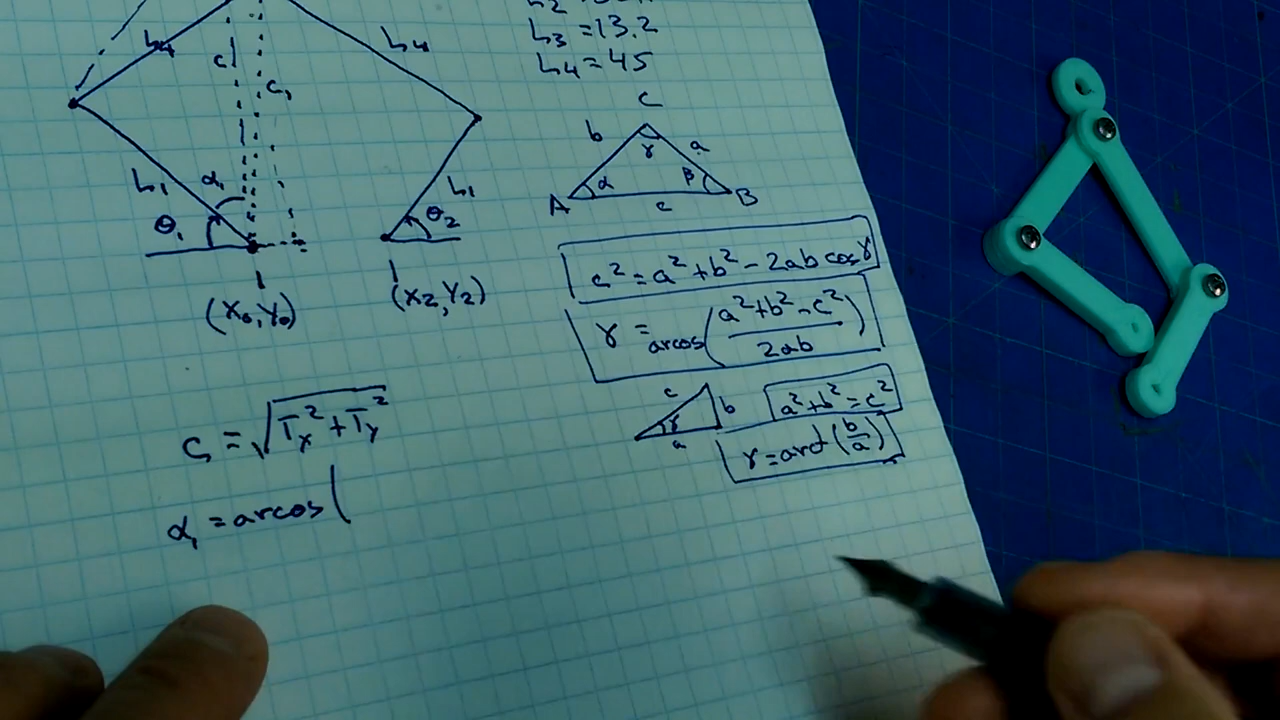 L₃ = 13.2
L₄ = 45
L₄
L₄
c
c₁
L₁
α₁
θ₁
L₁
θ₂
(X₀, Y₀)
(X₂, Y₂)
C
b
γ
a
A
α
β
B
c
c² = a² + b² - 2ab cos γ
γ = arcos((a² + b² - c²) / 2ab)
c
b
γ
a
a² + b² = c²
γ = arct(b/a)
c₁ = √(Tx² + Ty²)
α₁ = arcos(